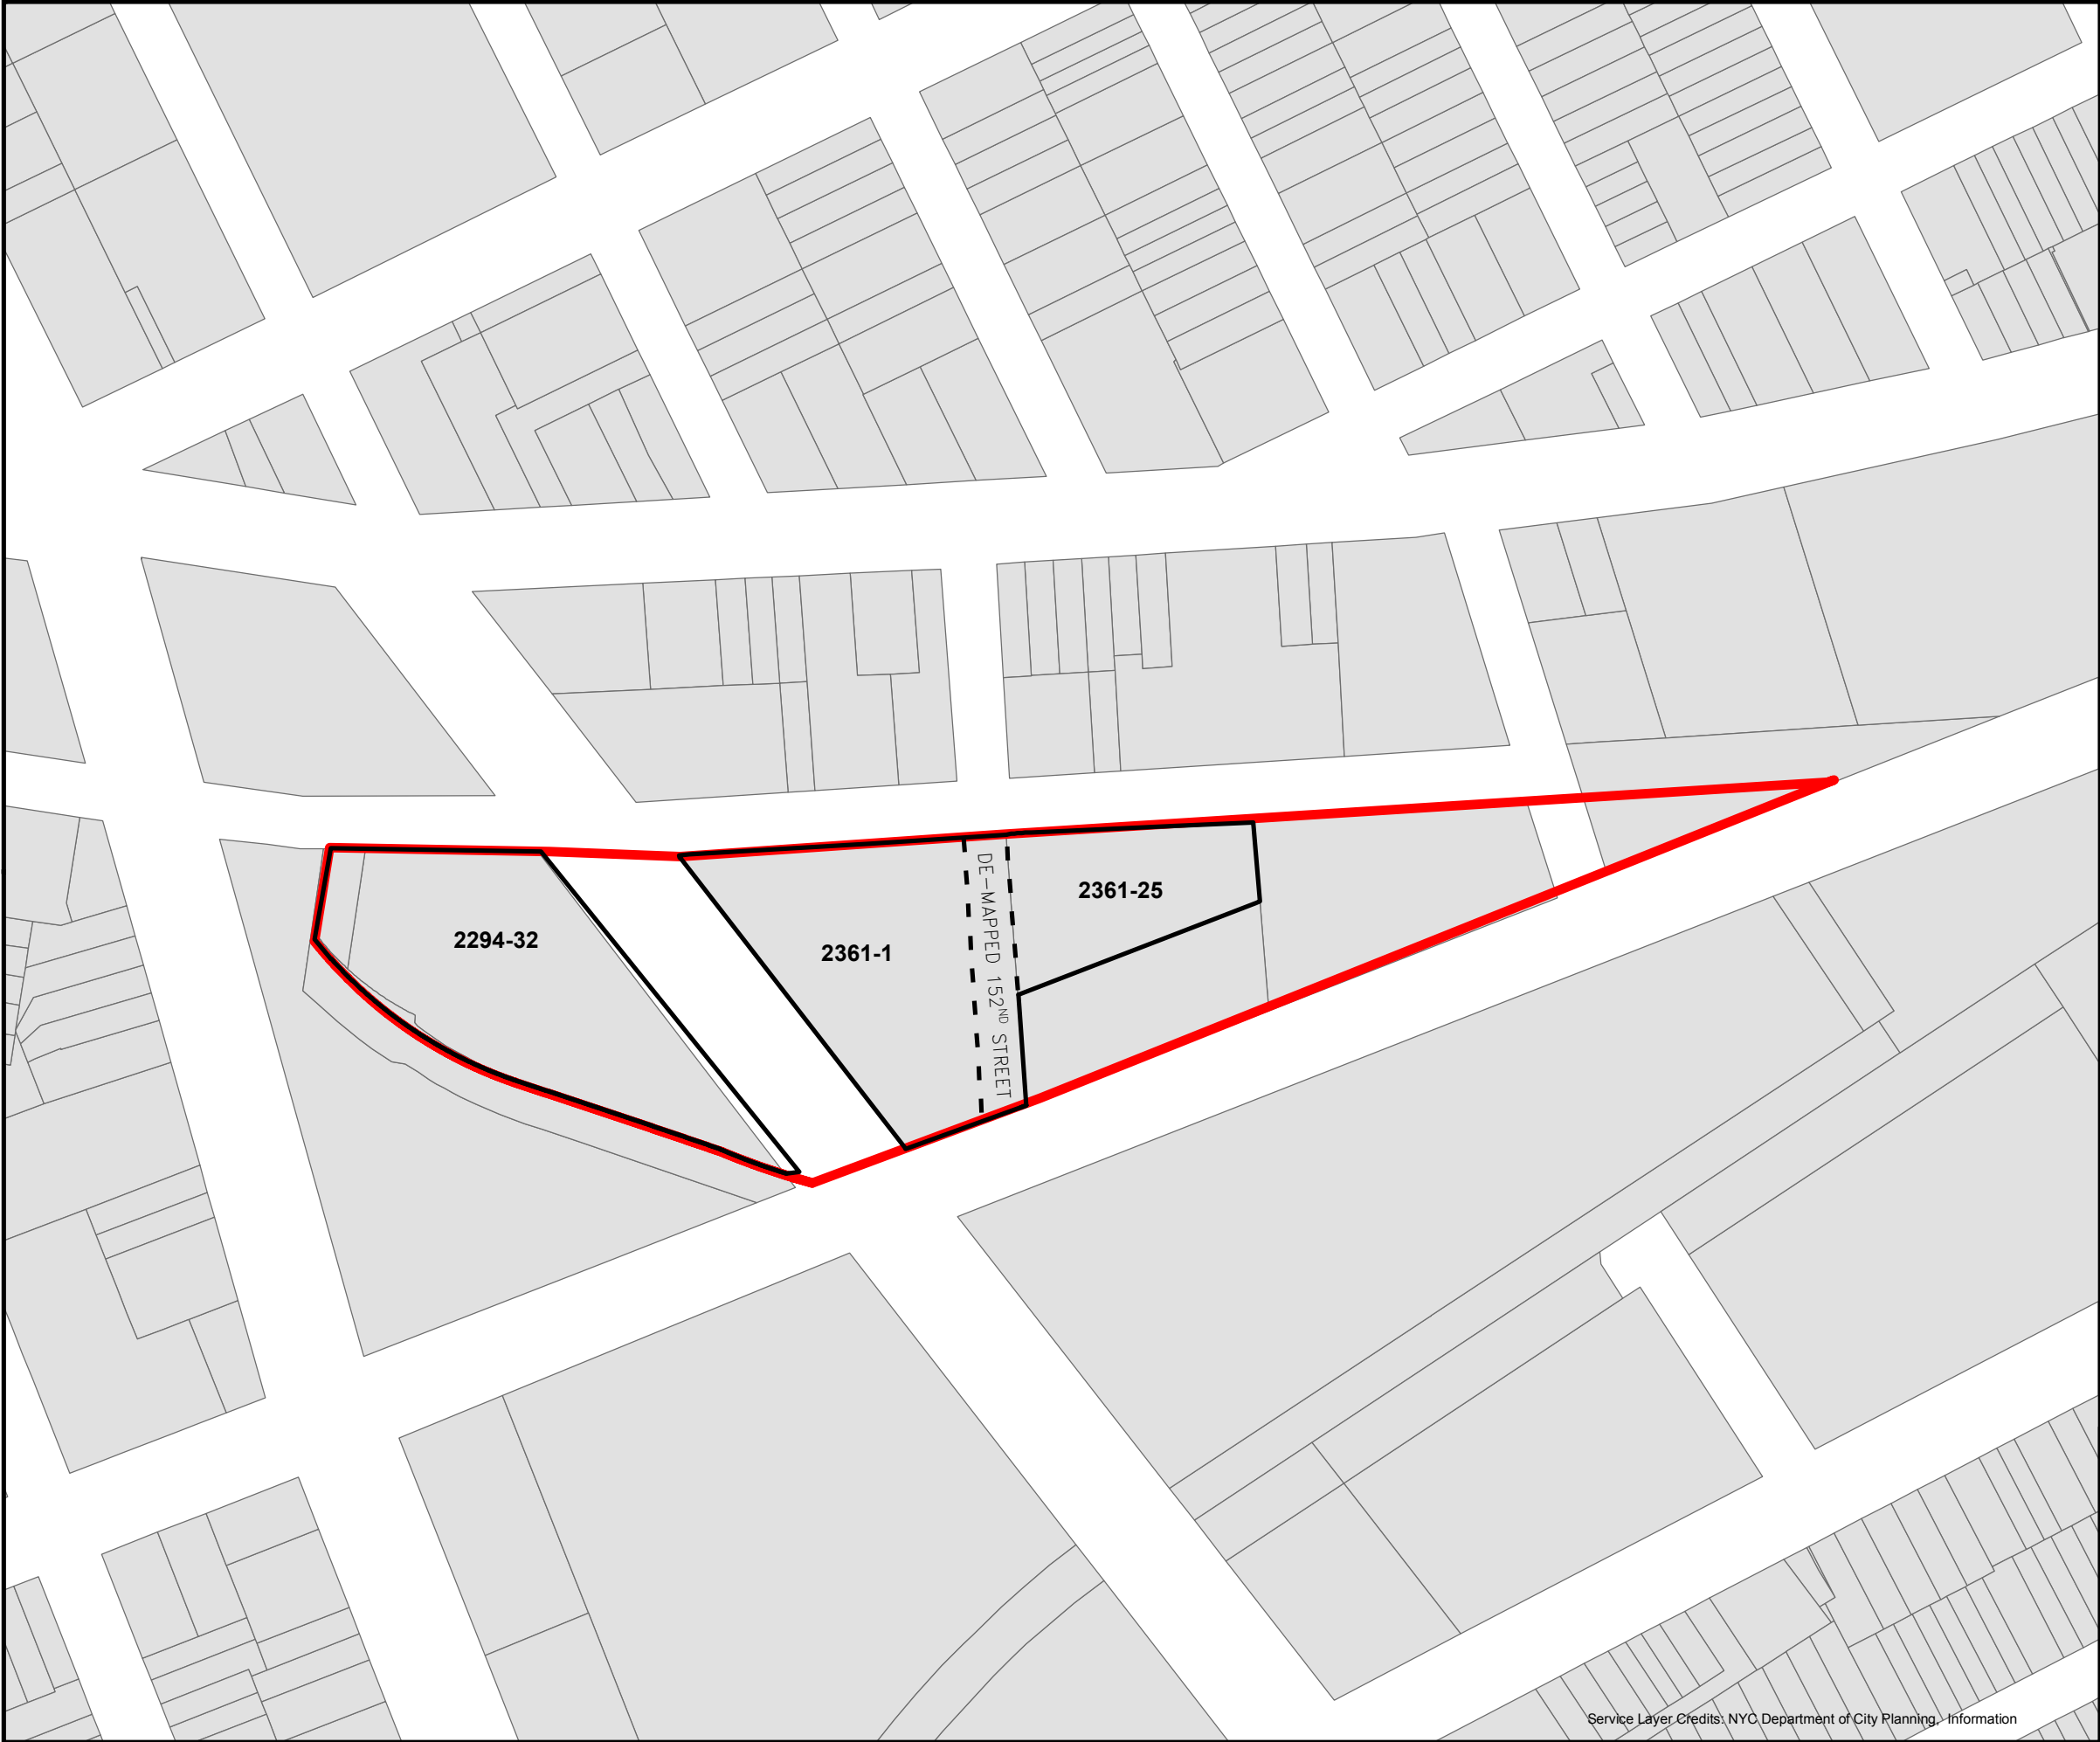 2361-25
2294-32
2361-1
DE-MAPPED 152ND STREET
Service Layer Credits: NYC Department of City Planning, Information